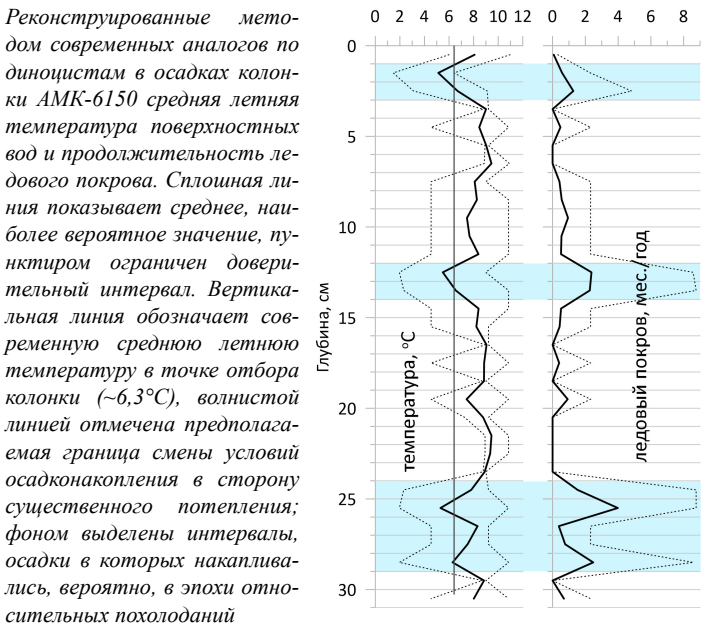 Реконструированные мето-
дом современных аналогов по
диноцистам в осадках колон-
ки АМК-6150 средняя летняя
температура поверхностных
вод и продолжительность ле-
дового покрова. Сплошная ли-
ния показывает среднее, наи-
более вероятное значение, пу-
нктиром ограничен довери-
тельный интервал. Вертика-
льная линия обозначает сов-
ременную среднюю летнюю
температуру в точке отбора
колонки (~6,3°С), волнистой
линией отмечена предполага-
емая граница смены условий
осадконакопления в сторону
существенного потепления;
фоном выделены интервалы,
осадки в которых накаплива-
лись, вероятно, в эпохи отно-
сительных похолоданий
0 2 4 6 8 10 12
0 2 4 6 8
0
5
10
15
20
25
30
Глубина, см
температура, °С
ледовый покров, мес./год